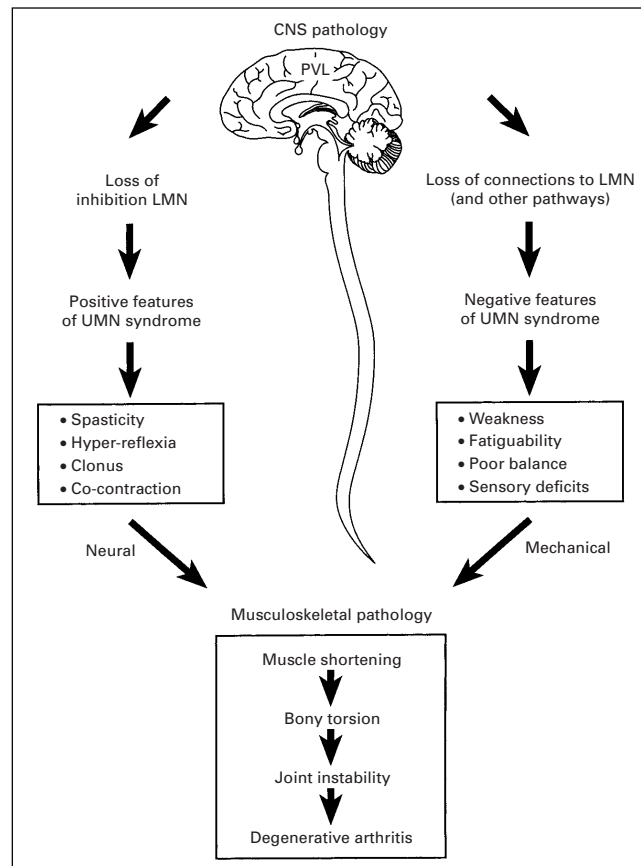 CNS pathology
PVL
Loss of
inhibition LMN
Positive features
of UMN syndrome
• Spasticity
• Hyper-reflexia
• Clonus
• Co-contraction
Neural
Loss of connections to LMN
(and other pathways)
Negative features
of UMN syndrome
• Weakness
• Fatiguability
• Poor balance
• Sensory deficits
Mechanical
Musculoskeletal pathology
Muscle shortening
Bony torsion
Joint instability
Degenerative arthritis